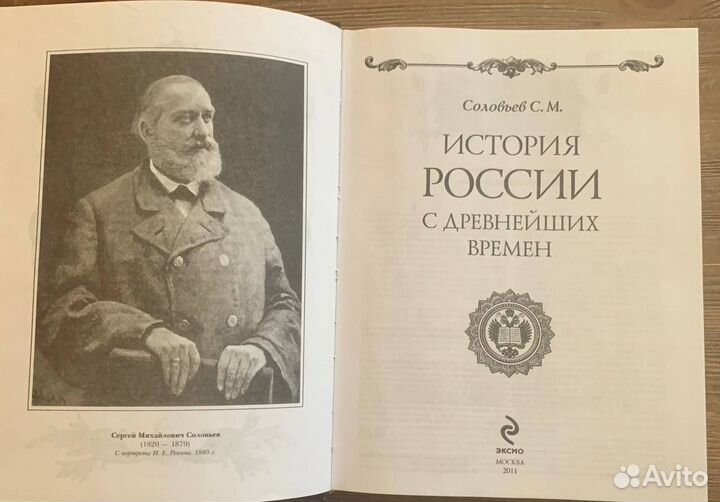 Сергей Михайлович Соловьев
(1820 — 1879)
С портрета И. Е. Репина. 1880 г.
Соловьев С. М.
ИСТОРИЯ
РОССИИ
С ДРЕВНЕЙШИХ
ВРЕМЕН
ЭКСМО
МОСКВА
2011
Avito